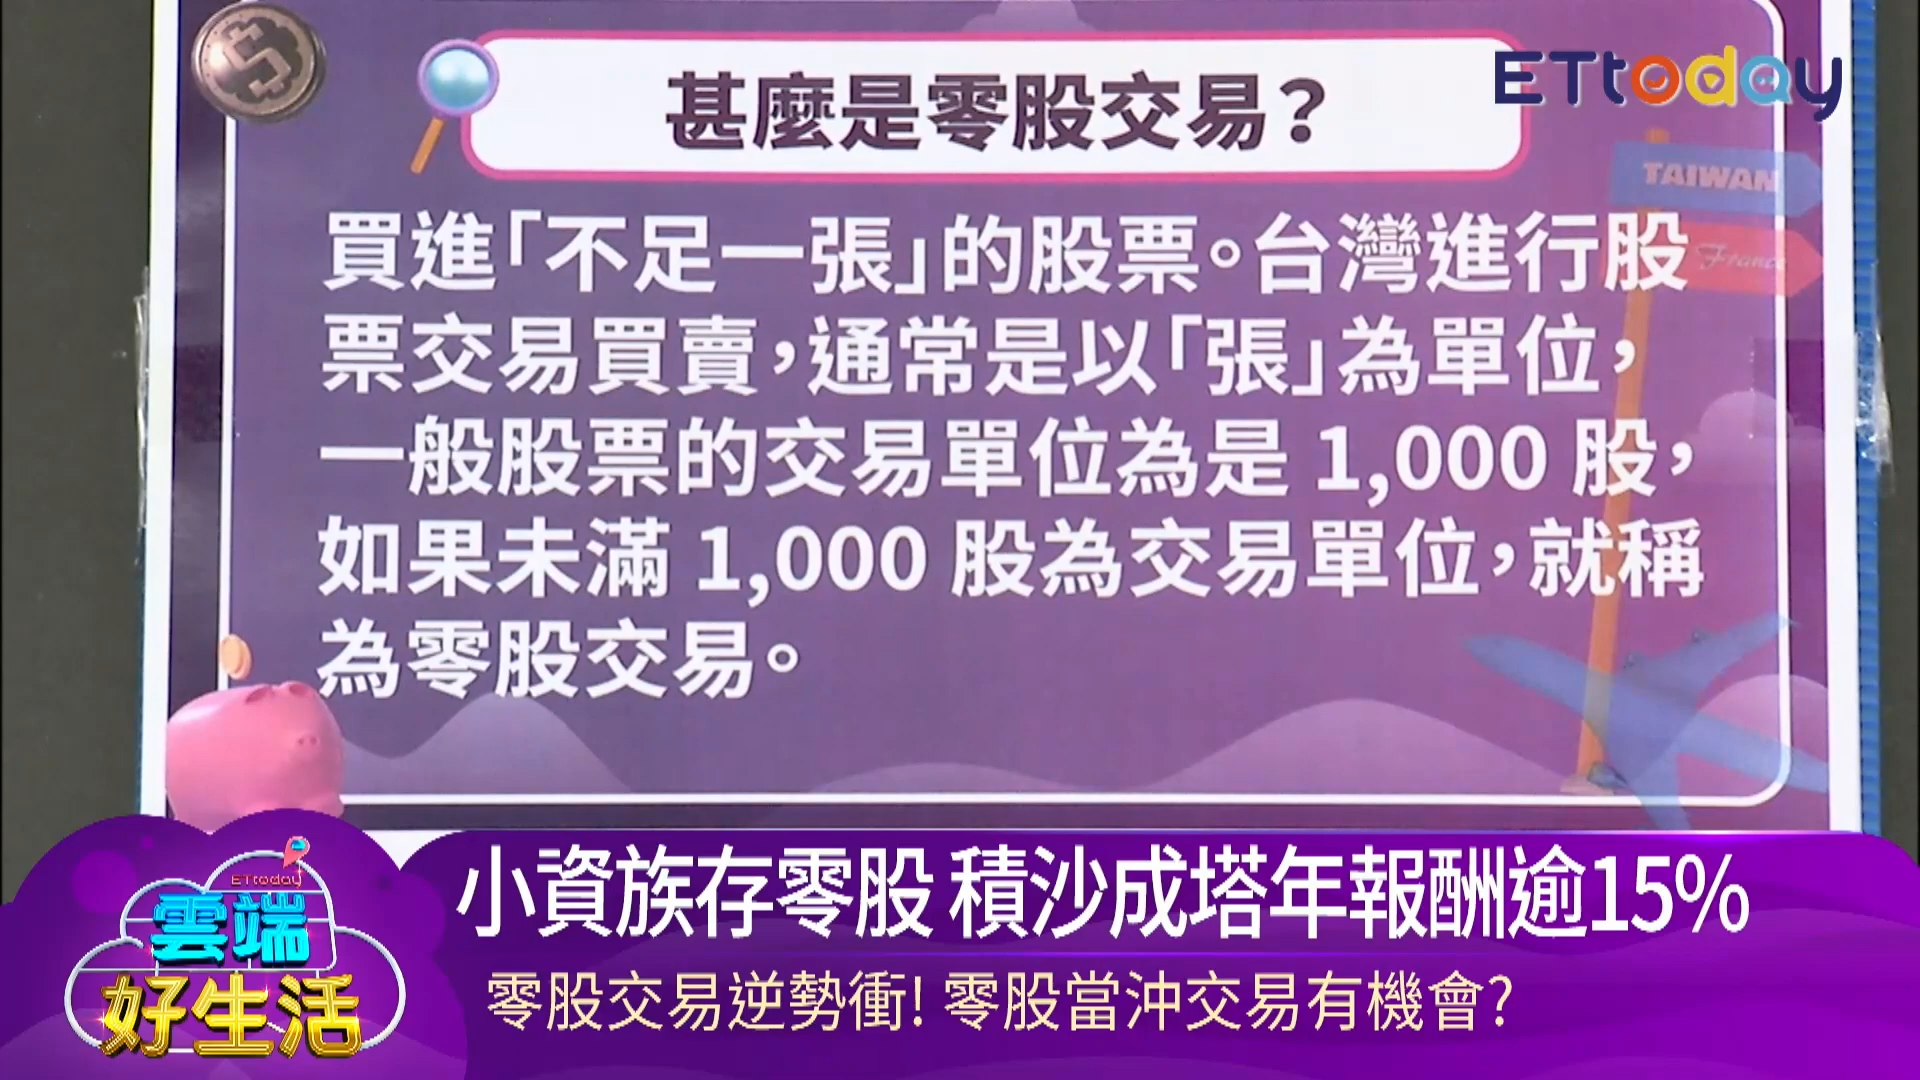 ETtoday
甚麼是零股交易？
TAIWAN
France
買進「不足一張」的股票。台灣進行股
票交易買賣，通常是以「張」為單位，
一般股票的交易單位為是 1,000 股，
如果未滿 1,000 股為交易單位，就稱
為零股交易。
ETtoday
雲端
好生活
小資族存零股 積沙成塔年報酬逾15%
零股交易逆勢衝! 零股當沖交易有機會?